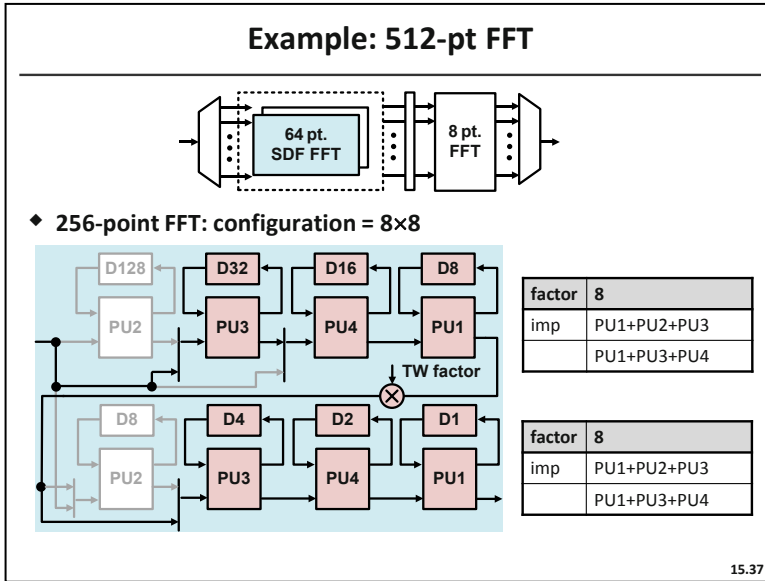 Example: 512-pt FFT
64 pt.
SDF FFT
8 pt.
FFT
◆ 256-point FFT: configuration = 8×8
D128
D32
D16
D8
PU2
PU3
PU4
PU1
TW factor
D8
D4
D2
D1
PU2
PU3
PU4
PU1
factor 8
imp PU1+PU2+PU3
PU1+PU3+PU4
factor 8
imp PU1+PU2+PU3
PU1+PU3+PU4
15.37